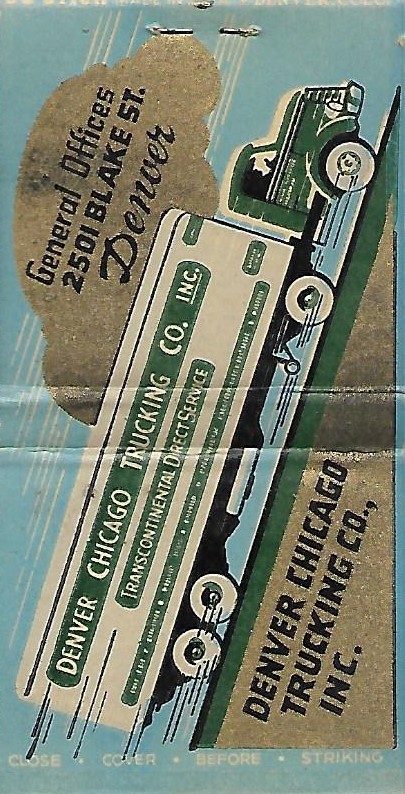 General Offices
2501 BLAKE ST.
Denver
DENVER CHICAGO TRUCKING CO. INC.
TRANSCONTINENTAL DIRECT SERVICE
DENVER CHICAGO
TRUCKING CO.,
INC.
CLOSE • COVER • BEFORE • STRIKING